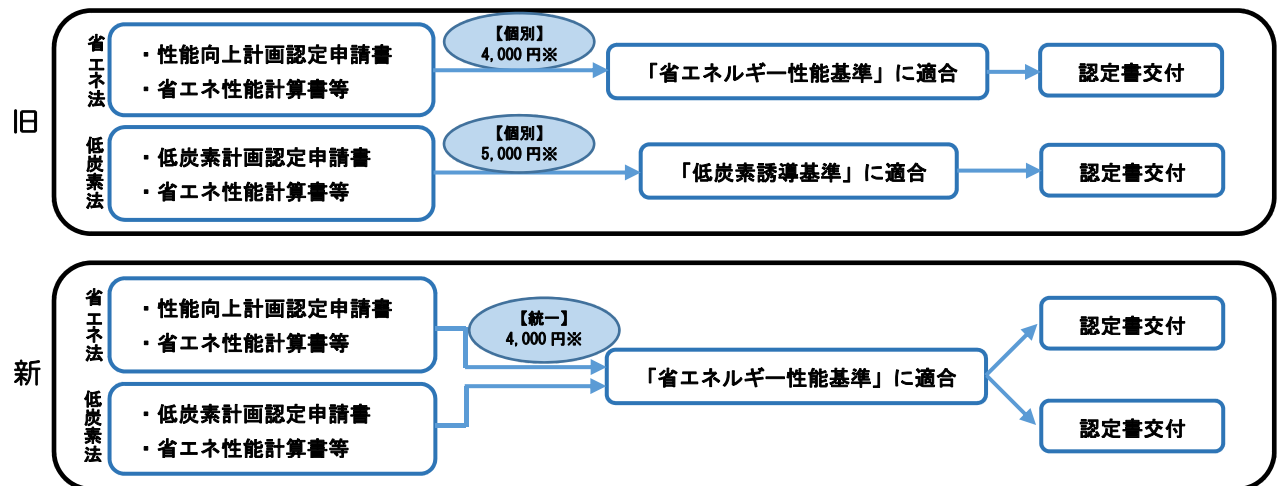 旧
省エネ法
・性能向上計画認定申請書
・省エネ性能計算書等
【個別】
4,000円※
「省エネルギー性能基準」に適合
認定書交付
低炭素法
・低炭素計画認定申請書
・省エネ性能計算書等
【個別】
5,000円※
「低炭素誘導基準」に適合
認定書交付
新
省エネ法
・性能向上計画認定申請書
・省エネ性能計算書等
【統一】
4,000円※
「省エネルギー性能基準」に適合
認定書交付
低炭素法
・低炭素計画認定申請書
・省エネ性能計算書等
認定書交付